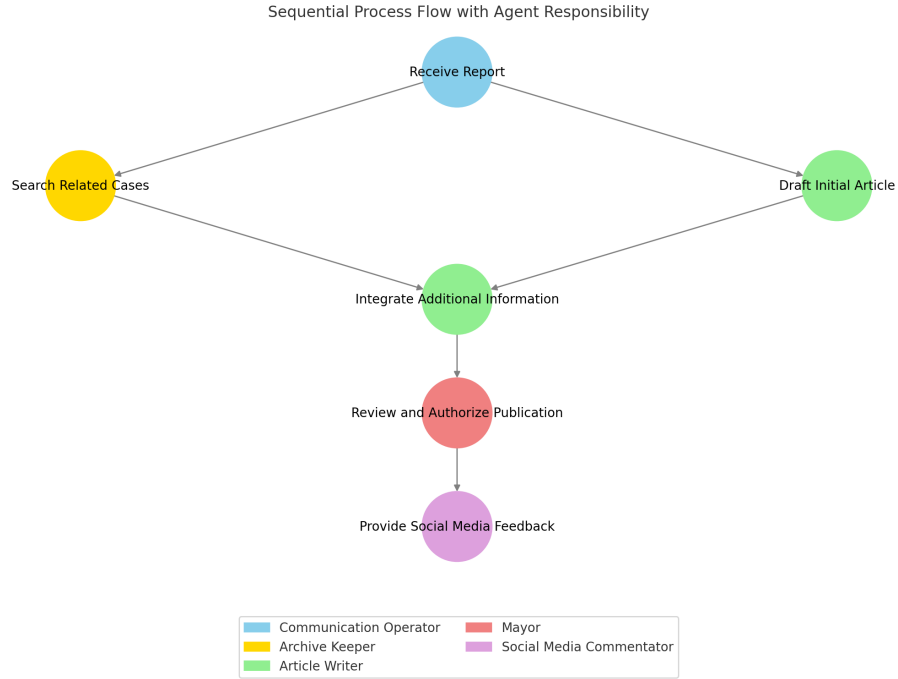 Sequential Process Flow with Agent Responsibility
Receive Report
Search Related Cases
Draft Initial Article
Integrate Additional Information
Review and Authorize Publication
Provide Social Media Feedback
Communication Operator
Archive Keeper
Article Writer
Mayor
Social Media Commentator